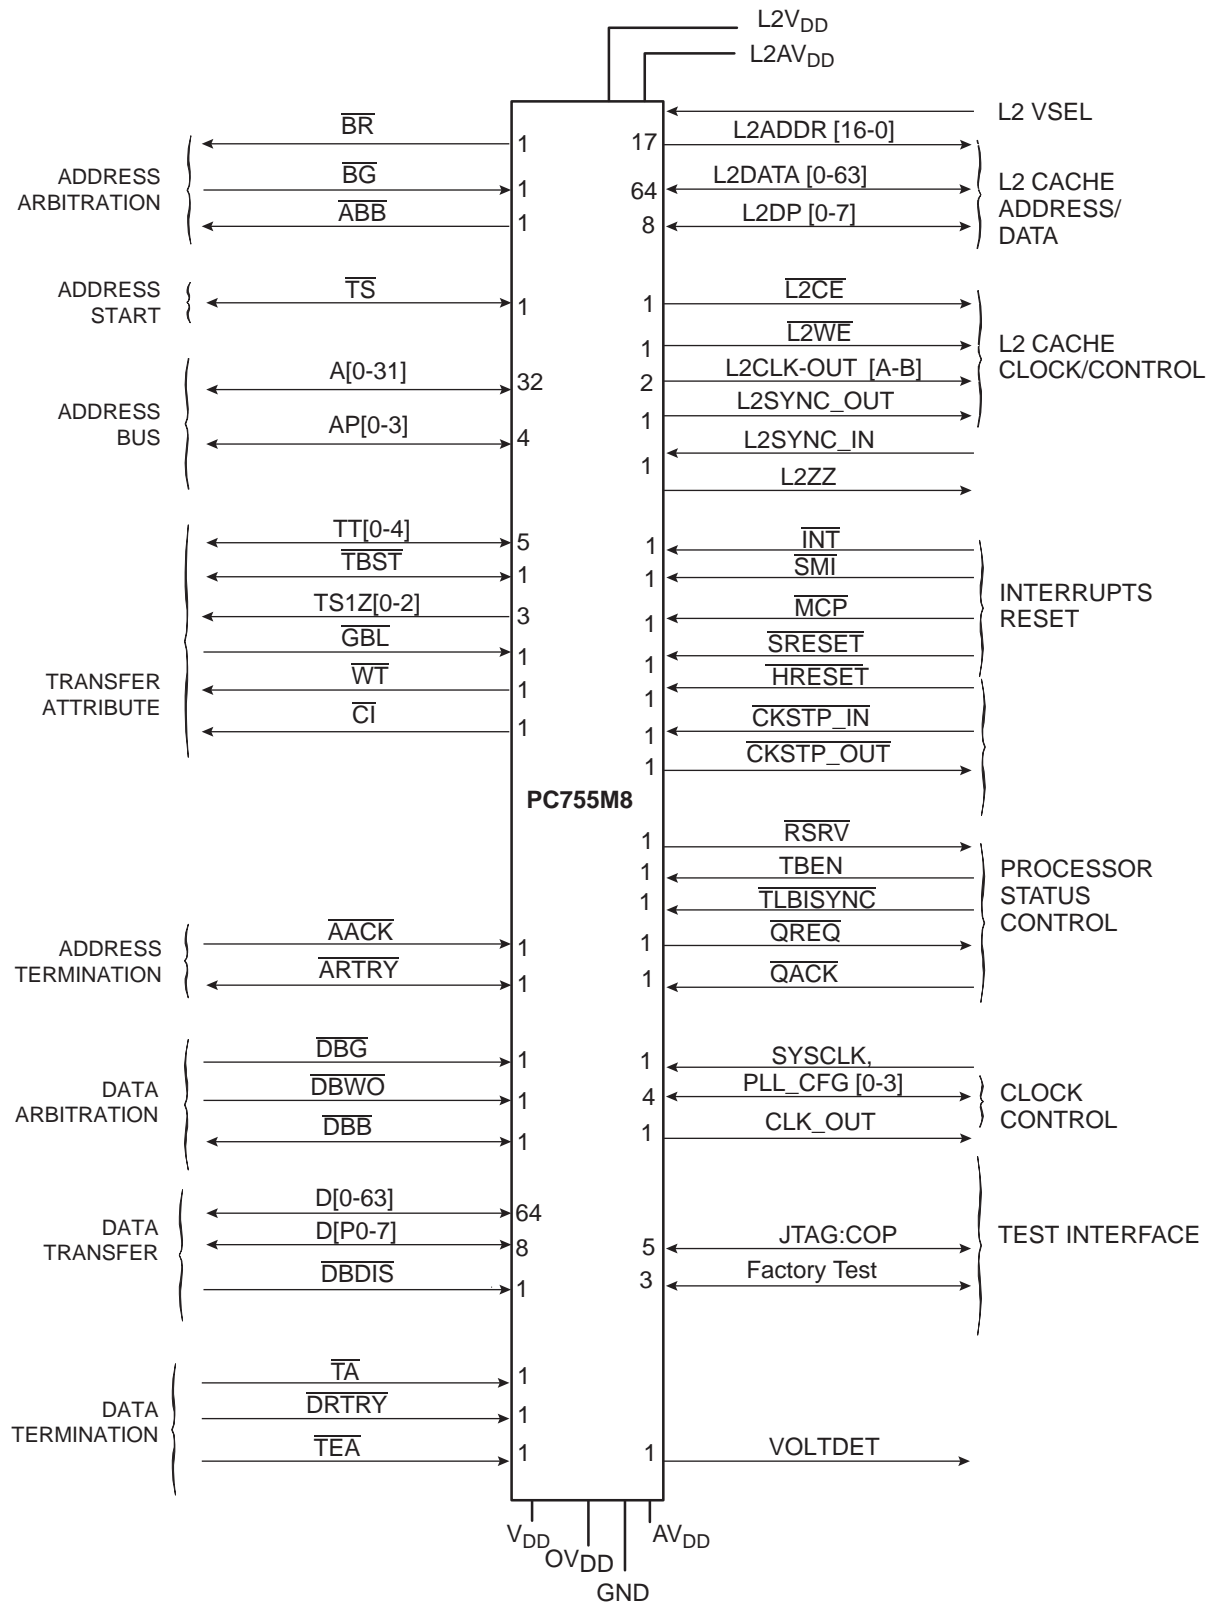 L2VDD
L2AVDD
L2 VSEL
ADDRESS
ARBITRATION
BR 1
BG 1
ABB 1
ADDRESS
START
TS 1
ADDRESS
BUS
A[0-31] 32
AP[0-3] 4
TRANSFER
ATTRIBUTE
TT[0-4] 5
TBST 1
TS1Z[0-2] 3
GBL 1
WT 1
CI 1
PC755M8
ADDRESS
TERMINATION
AACK 1
ARTRY 1
DATA
ARBITRATION
DBG 1
DBWO 1
DBB 1
DATA
TRANSFER
D[0-63] 64
D[P0-7] 8
DBDIS 1
DATA
TERMINATION
TA 1
DRTRY 1
TEA 1
17 L2ADDR [16-0]
64 L2DATA [0-63]
8 L2DP [0-7]
L2 CACHE
ADDRESS/
DATA
1 L2CE
1 L2WE
2 L2CLK-OUT [A-B]
1 L2SYNC_OUT
L2 CACHE
CLOCK/CONTROL
1 L2SYNC_IN
L2ZZ
1 INT
1 SMI
1 MCP
1 SRESET
1 HRESET
1 CKSTP_IN
1 CKSTP_OUT
INTERRUPTS
RESET
1 RSRV
1 TBEN
1 TLBISYNC
1 QREQ
1 QACK
PROCESSOR
STATUS
CONTROL
1 SYSCLK,
4 PLL_CFG [0-3]
1 CLK_OUT
CLOCK
CONTROL
5 JTAG:COP
3 Factory Test
TEST INTERFACE
1 VOLTDET
VDD
OVDD
GND
AVDD